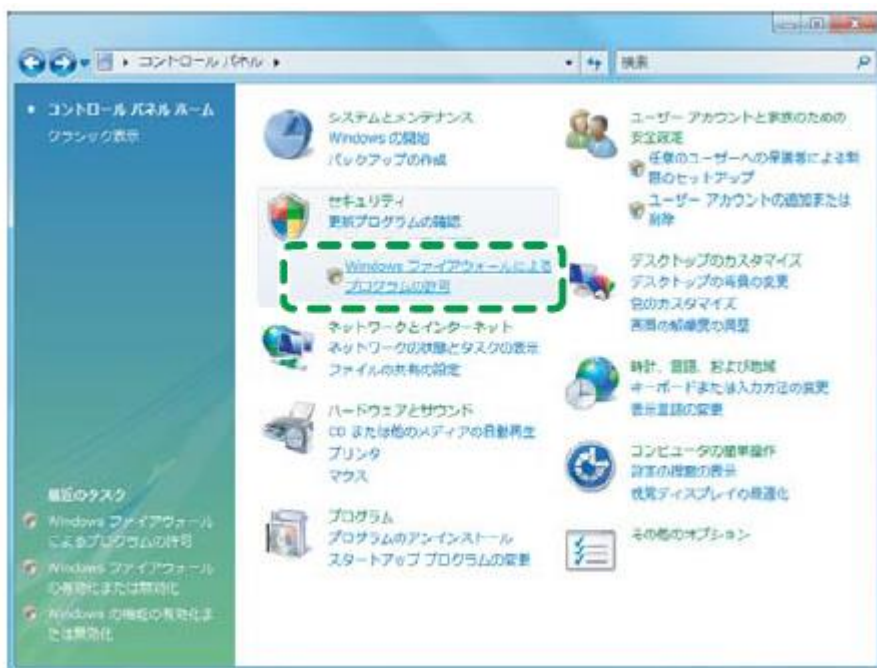 コントロール パネル
検索
コントロール パネル ホーム
クラシック表示
システムとメンテナンス
Windows の開始
バックアップの作成
セキュリティ
更新プログラムの確認
Windows ファイアウォールによる
プログラムの許可
ネットワークとインターネット
ネットワークの状態とタスクの表示
ファイルの共有の設定
ハードウェアとサウンド
CD または他のメディアの自動再生
プリンタ
マウス
プログラム
プログラムのアンインストール
スタートアップ プログラムの変更
ユーザー アカウントと家族のための
安全設定
任意のユーザーへの保護者による制
限のセットアップ
ユーザー アカウントの追加または
削除
デスクトップのカスタマイズ
デスクトップの背景の変更
色のカスタマイズ
画面の解像度の調整
時計、言語、および地域
キーボードまたは入力方法の変更
表示言語の変更
コンピュータの簡単操作
設定の提案の表示
視覚ディスプレイの最適化
その他のオプション
最近のタスク
Windows ファイアウォール
によるプログラムの許可
Windows ファイアウォール
の有効化または無効化
Windows の機能の有効化ま
たは無効化